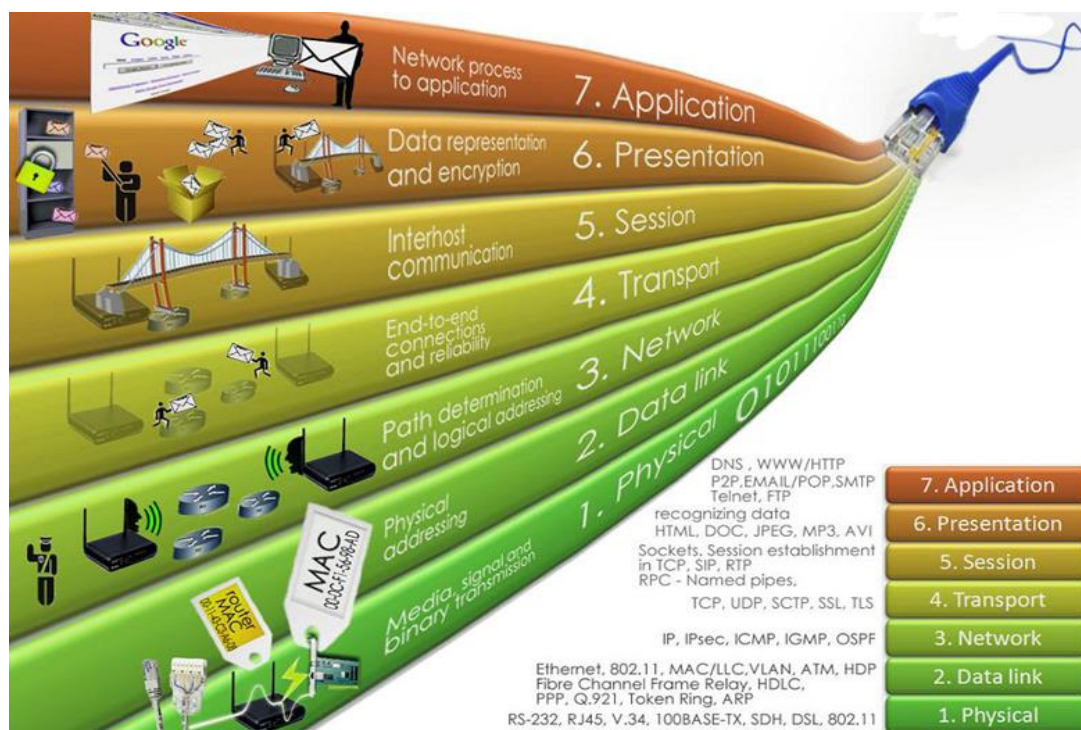 Google
Network process
to application
7. Application
Data representation
and encryption
6. Presentation
Interhost
communication
5. Session
End-to-end
connections
and reliability
4. Transport
Path determination
and logical addressing
3. Network
Physical
addressing
2. Data link
Media, signal and
binary transmission
1. Physical
010111100110
MAC
router
MAC
DNS , WWW/HTTP
P2P,EMAIL/POP,SMTP
Telnet, FTP
7. Application
recognizing data
HTML, DOC, JPEG, MP3, AVI
6. Presentation
Sockets, Session establishment
in TCP, SIP, RTP
RPC - Named pipes,
5. Session
TCP, UDP, SCTP, SSL, TLS
4. Transport
IP, IPsec, ICMP, IGMP, OSPF
3. Network
Ethernet, 802.11, MAC/LLC,VLAN, ATM, HDP
Fibre Channel Frame Relay, HDLC,
PPP, Q.921, Token Ring, ARP
2. Data link
RS-232, RJ45, V.34, 100BASE-TX, SDH, DSL, 802.11
1. Physical